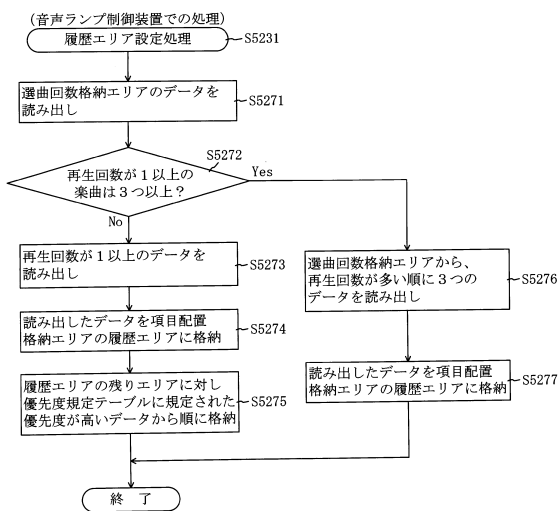 (音声ランプ制御装置での処理)
履歴エリア設定処理
S5231
選曲回数格納エリアのデータを
読み出し
S5271
S5272
再生回数が1以上の
楽曲は3つ以上?
Yes
No
再生回数が1以上のデータを
読み出し
S5273
読み出したデータを項目配置
格納エリアの履歴エリアに格納
S5274
履歴エリアの残りエリアに対し
優先度規定テーブルに規定された
優先度が高いデータから順に格納
S5275
選曲回数格納エリアから、
再生回数が多い順に3つの
データを読み出し
S5276
読み出したデータを項目配置
格納エリアの履歴エリアに格納
S5277
終 了